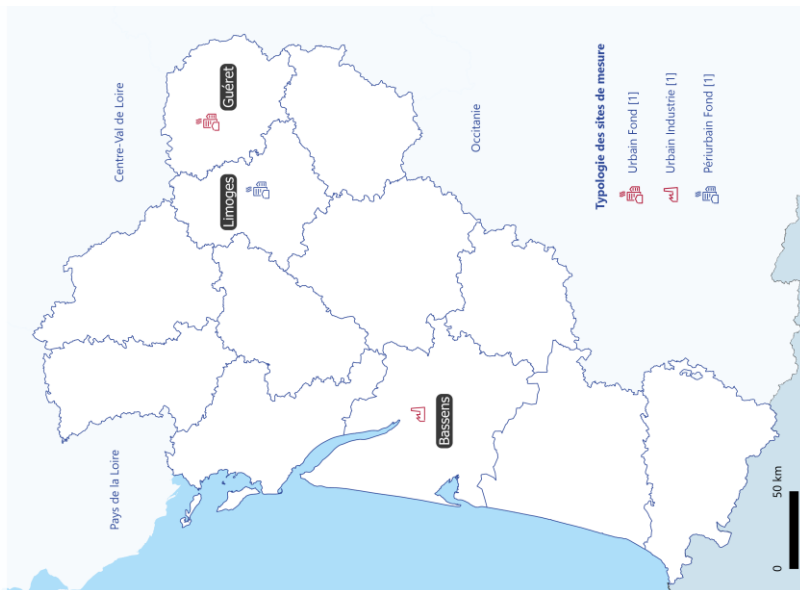 Centre-Val de Loire
Guéret
Limoges
Occitanie
Pays de la Loire
Bassens
Typologie des sites de mesure
Urbain Fond [1]
Urbain Industrie [1]
Périurbain Fond [1]
0
50 km